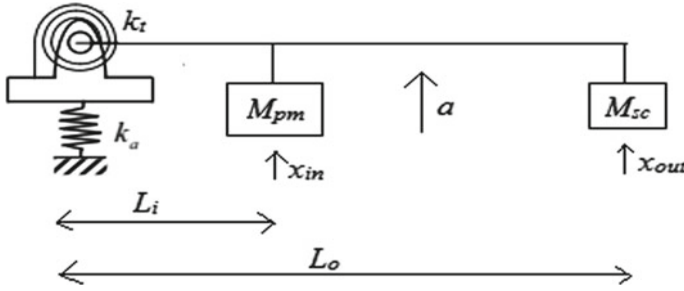 k_t
M_pm
a
M_sc
k_a
x_in
x_out
L_i
L_o